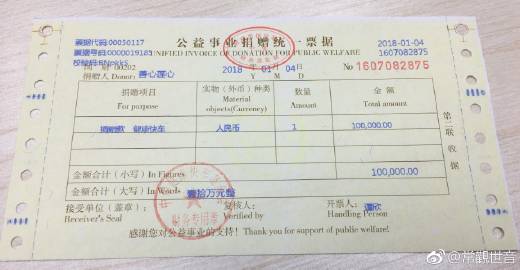 票据代码:00050117
公益事业捐赠统一票据
2018-01-04
票据号码:0000019185
UNIFIED INVOICE OF DONATION FOR PUBLIC WELFARE
1607082875
校验码:
财 00202
2018 年 01 月 04 日
Y M D
No 1607082875
捐赠人 Donor: 善心莲心
捐赠项目 实物（外币）种类 数量 金额
For purpose Material objects(Currency) Amount Total amount
捐赠款 健康快车 人民币 1 100,000.00
金额合计（小写）In Figures 100,000.00
金额合计（大写）In Words 壹拾万元整
接受单位（盖章）: 复核人: 开票人:
Receiver's Seal Verified by Handling Person
财务专用章
感谢您对公益事业的支持！Thank you for support of public welfare!
第二联 收据
@常觀世音